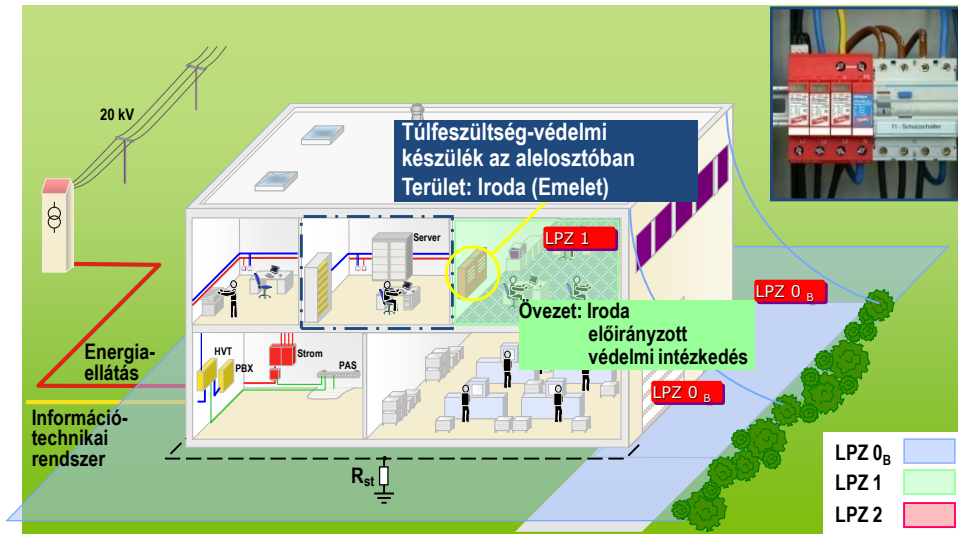 20 kV
Túlfeszültség-védelmi
készülék az alelosztóban
Terület: Iroda (Emelet)
FI - Schutzschalter
Server
LPZ 1
LPZ 0 B
Övezet: Iroda
előirányzott
védelmi intézkedés
Energia-
ellátás
HVT
PBX
Strom
PAS
LPZ 0 B
Információ-
technikai
rendszer
Rst
LPZ 0B
LPZ 1
LPZ 2